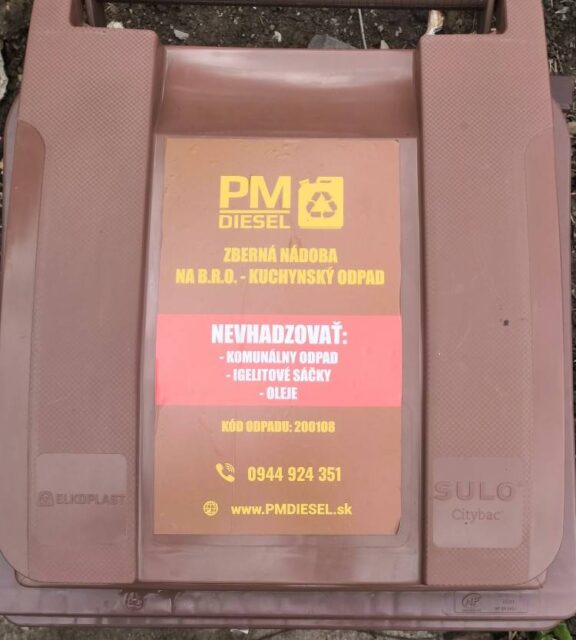 PM
DIESEL
ZBERNÁ NÁDOBA
NA B.R.O. - KUCHYNSKÝ ODPAD
NEVHADZOVAŤ:
- KOMUNÁLNY ODPAD
- IGELITOVÉ SÁČKY
- OLEJE
KÓD ODPADU: 200108
0944 924 351
www.PMDIESEL.sk
ELKOPLAST
SULO
Citybac